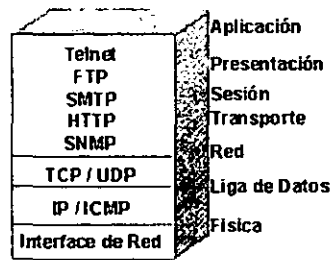 Telnet
FTP
SMTP
HTTP
SNMP
TCP / UDP
IP / ICMP
Interface de Red
Aplicación
Presentación
Sesión
Transporte
Red
Liga de Datos
Física